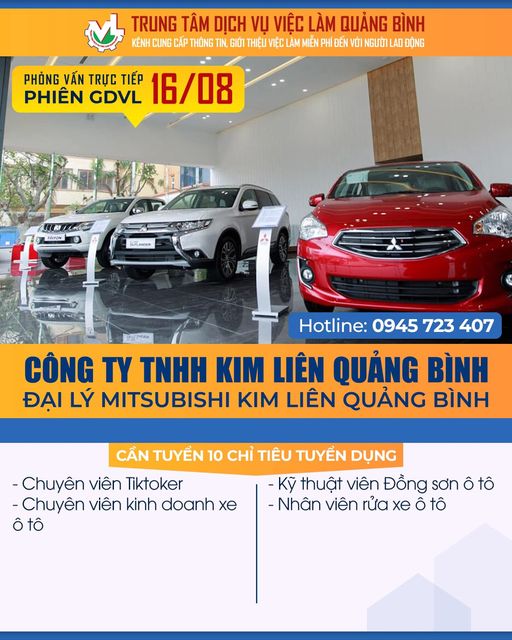 TRUNG TÂM DỊCH VỤ VIỆC LÀM QUẢNG BÌNH
KÊNH CUNG CẤP THÔNG TIN, GIỚI THIỆU VIỆC LÀM MIỄN PHÍ ĐẾN VỚI NGƯỜI LAO ĐỘNG
PHỎNG VẤN TRỰC TIẾP
PHIÊN GDVL 16/08
TRITON
OUTLANDER
Hotline: 0945 723 407
CÔNG TY TNHH KIM LIÊN QUẢNG BÌNH
ĐẠI LÝ MITSUBISHI KIM LIÊN QUẢNG BÌNH
CẦN TUYỂN 10 CHỈ TIÊU TUYỂN DỤNG
- Chuyên viên Tiktoker
- Chuyên viên kinh doanh xe
ô tô
- Kỹ thuật viên Đồng sơn ô tô
- Nhân viên rửa xe ô tô